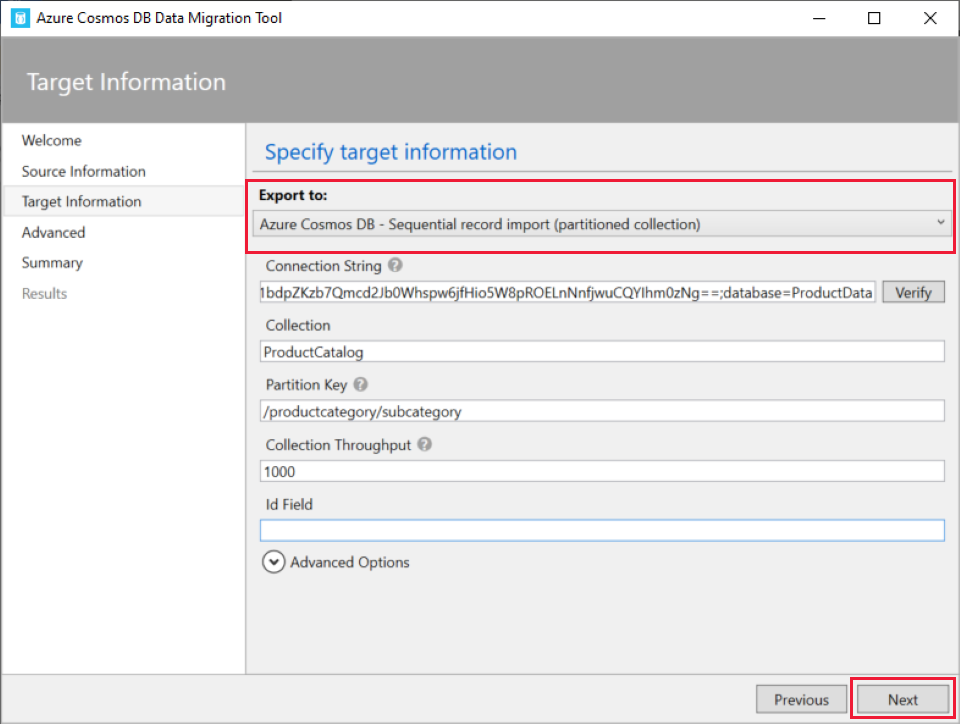 Azure Cosmos DB Data Migration Tool
Target Information
Welcome
Source Information
Target Information
Advanced
Summary
Results
Specify target information
Export to:
Azure Cosmos DB - Sequential record import (partitioned collection)
Connection String ?
1bdpZKzb7Qmcd2Jb0Whspw6jfHio5W8pROELnNnfjwuCQYIhm0zNg==;database=ProductData
Verify
Collection
ProductCatalog
Partition Key ?
/productcategory/subcategory
Collection Throughput ?
1000
Id Field
Advanced Options
Previous
Next